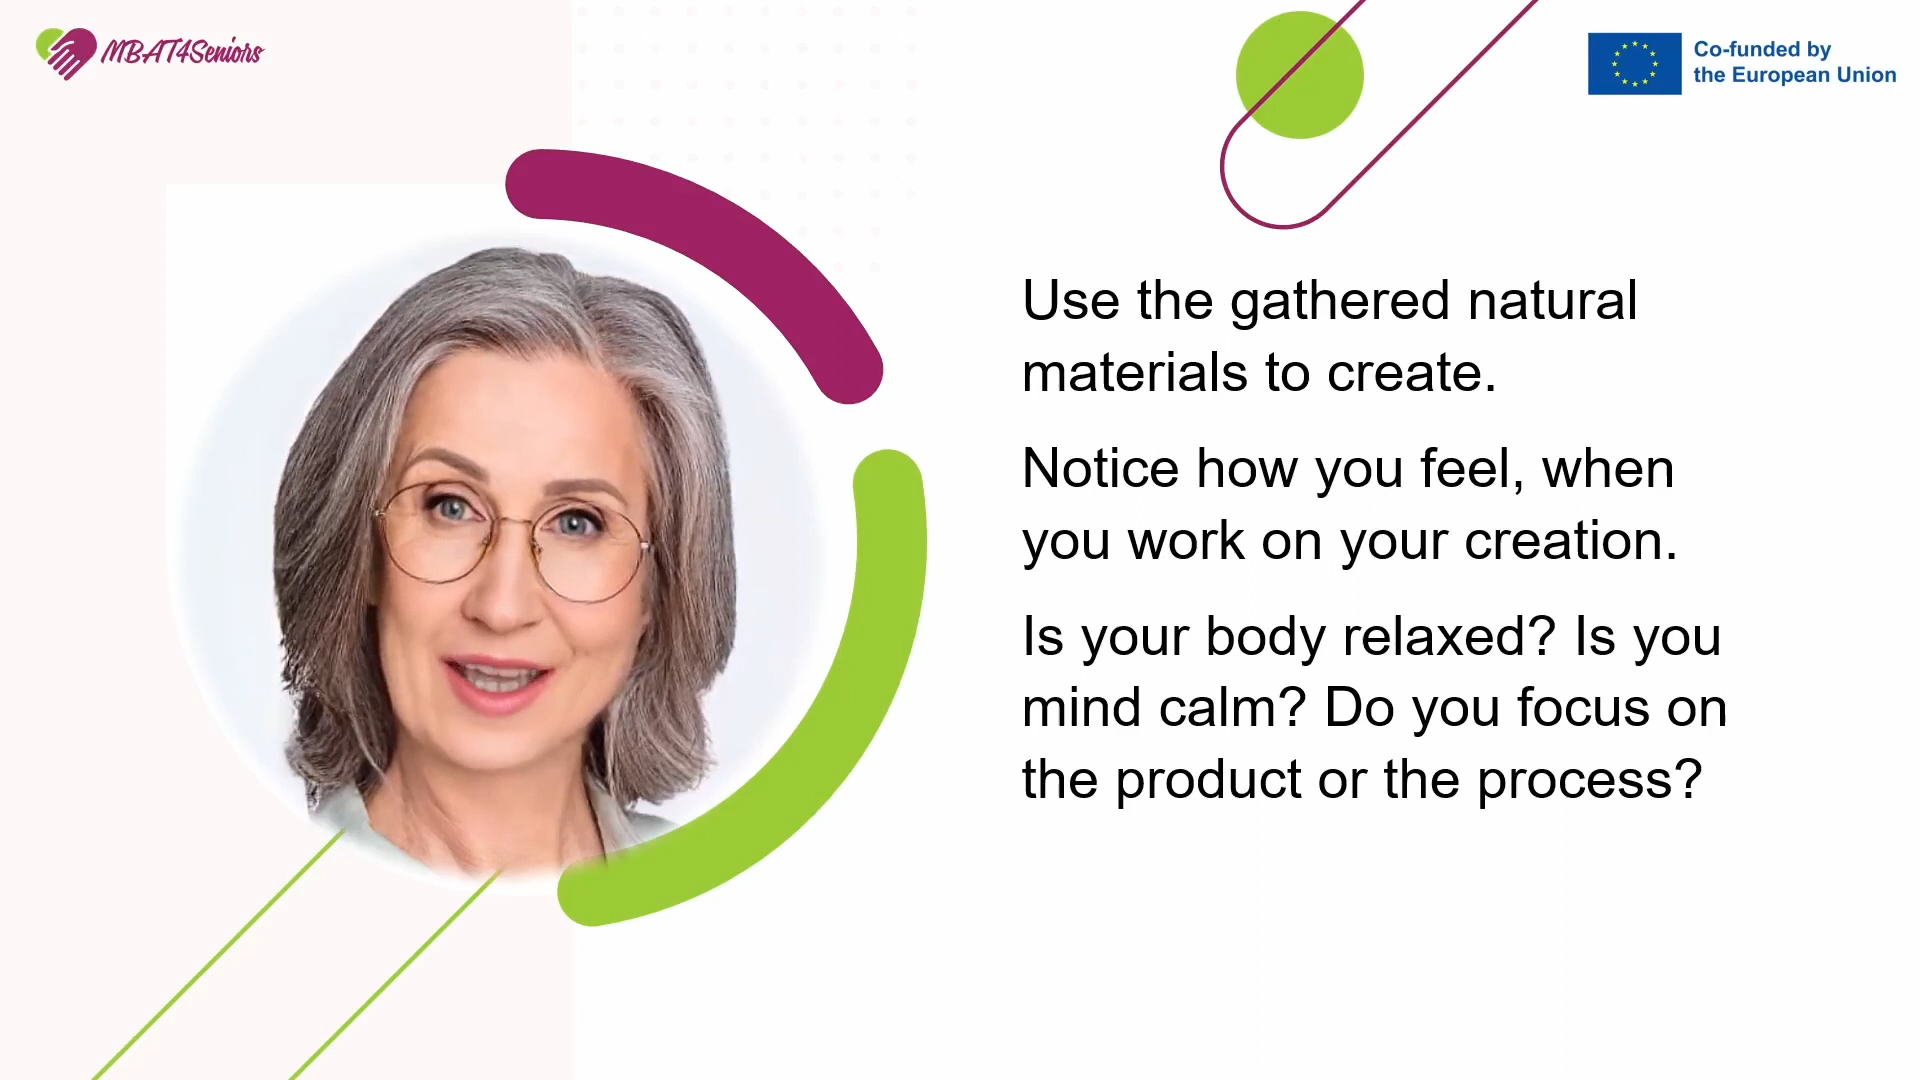 MBAT4Seniors
Co-funded by
the European Union
Use the gathered natural
materials to create.
Notice how you feel, when
you work on your creation.
Is your body relaxed? Is you
mind calm? Do you focus on
the product or the process?